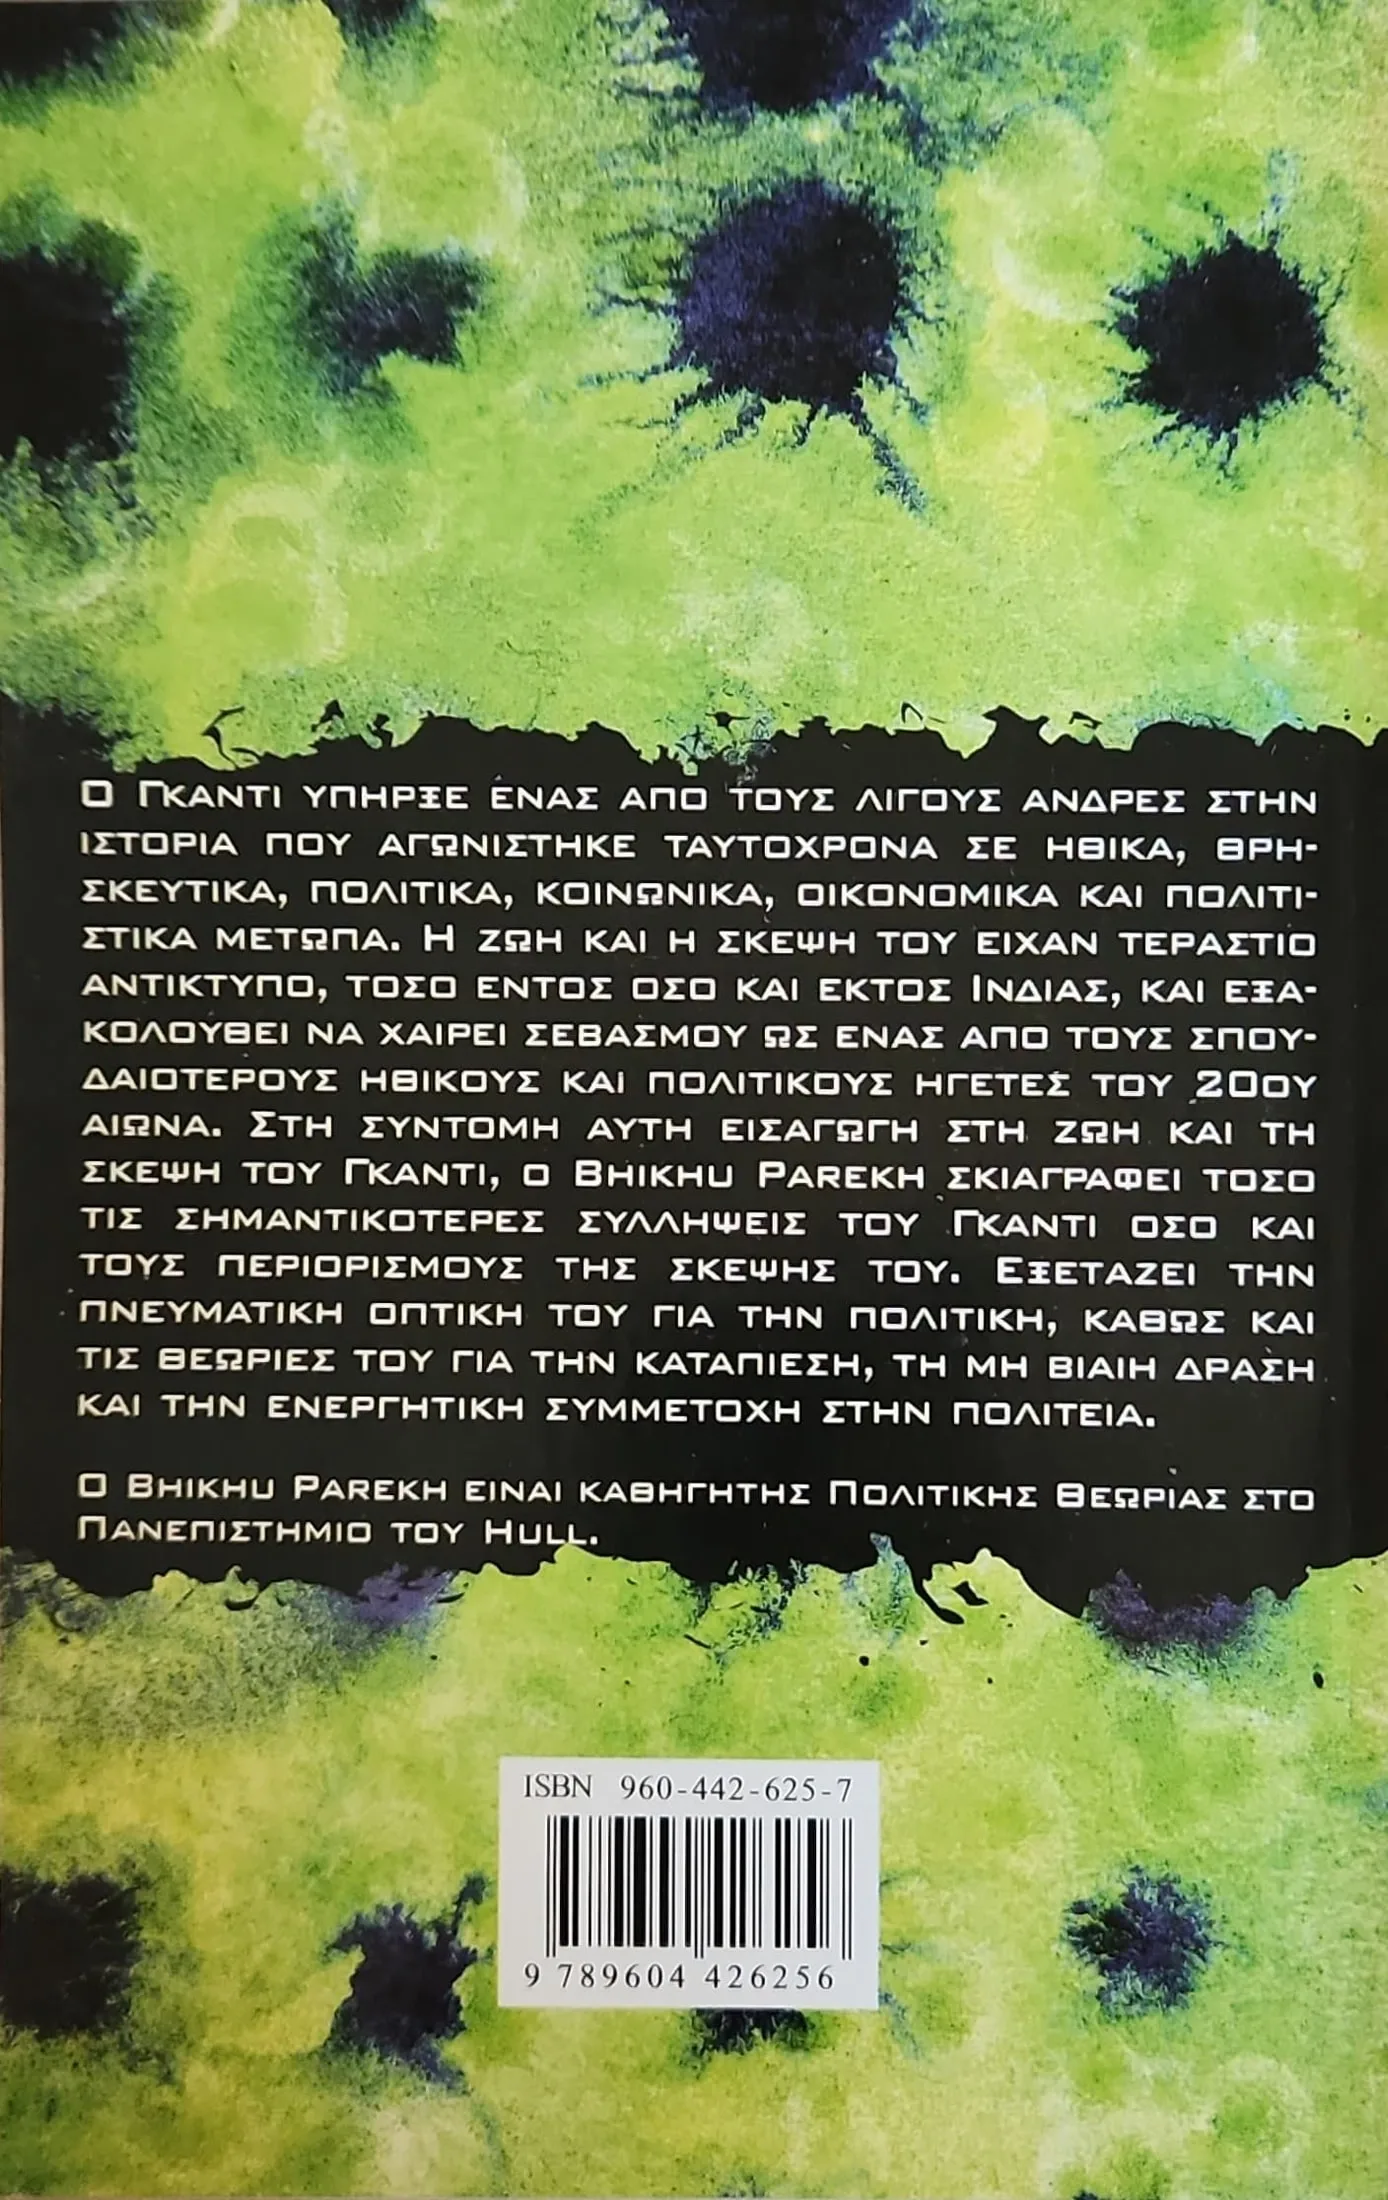 Ο ΓΚΑΝΤΙ ΥΠΗΡΞΕ ΕΝΑΣ ΑΠΟ ΤΟΥΣ ΛΙΓΟΥΣ ΑΝΔΡΕΣ ΣΤΗΝ
ΙΣΤΟΡΙΑ ΠΟΥ ΑΓΩΝΙΣΤΗΚΕ ΤΑΥΤΟΧΡΟΝΑ ΣΕ ΗΘΙΚΑ, ΘΡΗ-
ΣΚΕΥΤΙΚΑ, ΠΟΛΙΤΙΚΑ, ΚΟΙΝΩΝΙΚΑ, ΟΙΚΟΝΟΜΙΚΑ ΚΑΙ ΠΟΛΙΤΙ-
ΣΤΙΚΑ ΜΕΤΩΠΑ. Η ΖΩΗ ΚΑΙ Η ΣΚΕΨΗ ΤΟΥ ΕΙΧΑΝ ΤΕΡΑΣΤΙΟ
ΑΝΤΙΚΤΥΠΟ, ΤΟΣΟ ΕΝΤΟΣ ΟΣΟ ΚΑΙ ΕΚΤΟΣ ΙΝΔΙΑΣ, ΚΑΙ ΕΞΑ-
ΚΟΛΟΥΘΕΙ ΝΑ ΧΑΙΡΕΙ ΣΕΒΑΣΜΟΥ ΩΣ ΕΝΑΣ ΑΠΟ ΤΟΥΣ ΣΠΟΥ-
ΔΑΙΟΤΕΡΟΥΣ ΗΘΙΚΟΥΣ ΚΑΙ ΠΟΛΙΤΙΚΟΥΣ ΗΓΕΤΕΣ ΤΟΥ 20ΟΥ
ΑΙΩΝΑ. ΣΤΗ ΣΥΝΤΟΜΗ ΑΥΤΗ ΕΙΣΑΓΩΓΗ ΣΤΗ ΖΩΗ ΚΑΙ ΤΗ
ΣΚΕΨΗ ΤΟΥ ΓΚΑΝΤΙ, Ο BHIKHU PAREKH ΣΚΙΑΓΡΑΦΕΙ ΤΟΣΟ
ΤΙΣ ΣΗΜΑΝΤΙΚΟΤΕΡΕΣ ΣΥΛΛΗΨΕΙΣ ΤΟΥ ΓΚΑΝΤΙ ΟΣΟ ΚΑΙ
ΤΟΥΣ ΠΕΡΙΟΡΙΣΜΟΥΣ ΤΗΣ ΣΚΕΨΗΣ ΤΟΥ. ΕΞΕΤΑΖΕΙ ΤΗΝ
ΠΝΕΥΜΑΤΙΚΗ ΟΠΤΙΚΗ ΤΟΥ ΓΙΑ ΤΗΝ ΠΟΛΙΤΙΚΗ, ΚΑΘΩΣ ΚΑΙ
ΤΙΣ ΘΕΩΡΙΕΣ ΤΟΥ ΓΙΑ ΤΗΝ ΚΑΤΑΠΙΕΣΗ, ΤΗ ΜΗ ΒΙΑΙΗ ΔΡΑΣΗ
ΚΑΙ ΤΗΝ ΕΝΕΡΓΗΤΙΚΗ ΣΥΜΜΕΤΟΧΗ ΣΤΗΝ ΠΟΛΙΤΕΙΑ.
Ο BHIKHU PAREKH ΕΙΝΑΙ ΚΑΘΗΓΗΤΗΣ ΠΟΛΙΤΙΚΗΣ ΘΕΩΡΙΑΣ ΣΤΟ
ΠΑΝΕΠΙΣΤΗΜΙΟ ΤΟΥ HULL.
ISBN 960-442-625-7
9 789604 426256